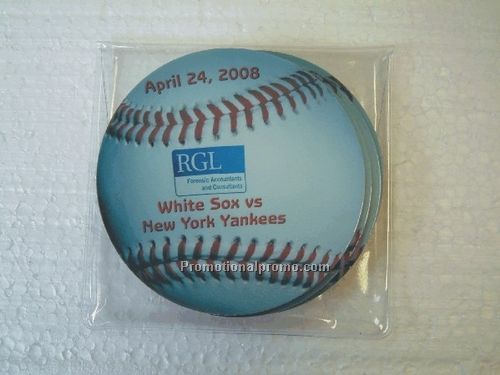 April 24, 2008
RGL
Forensic Accountants
and Consultants
White Sox vs
New York Yankees
Promotionalpromo.com